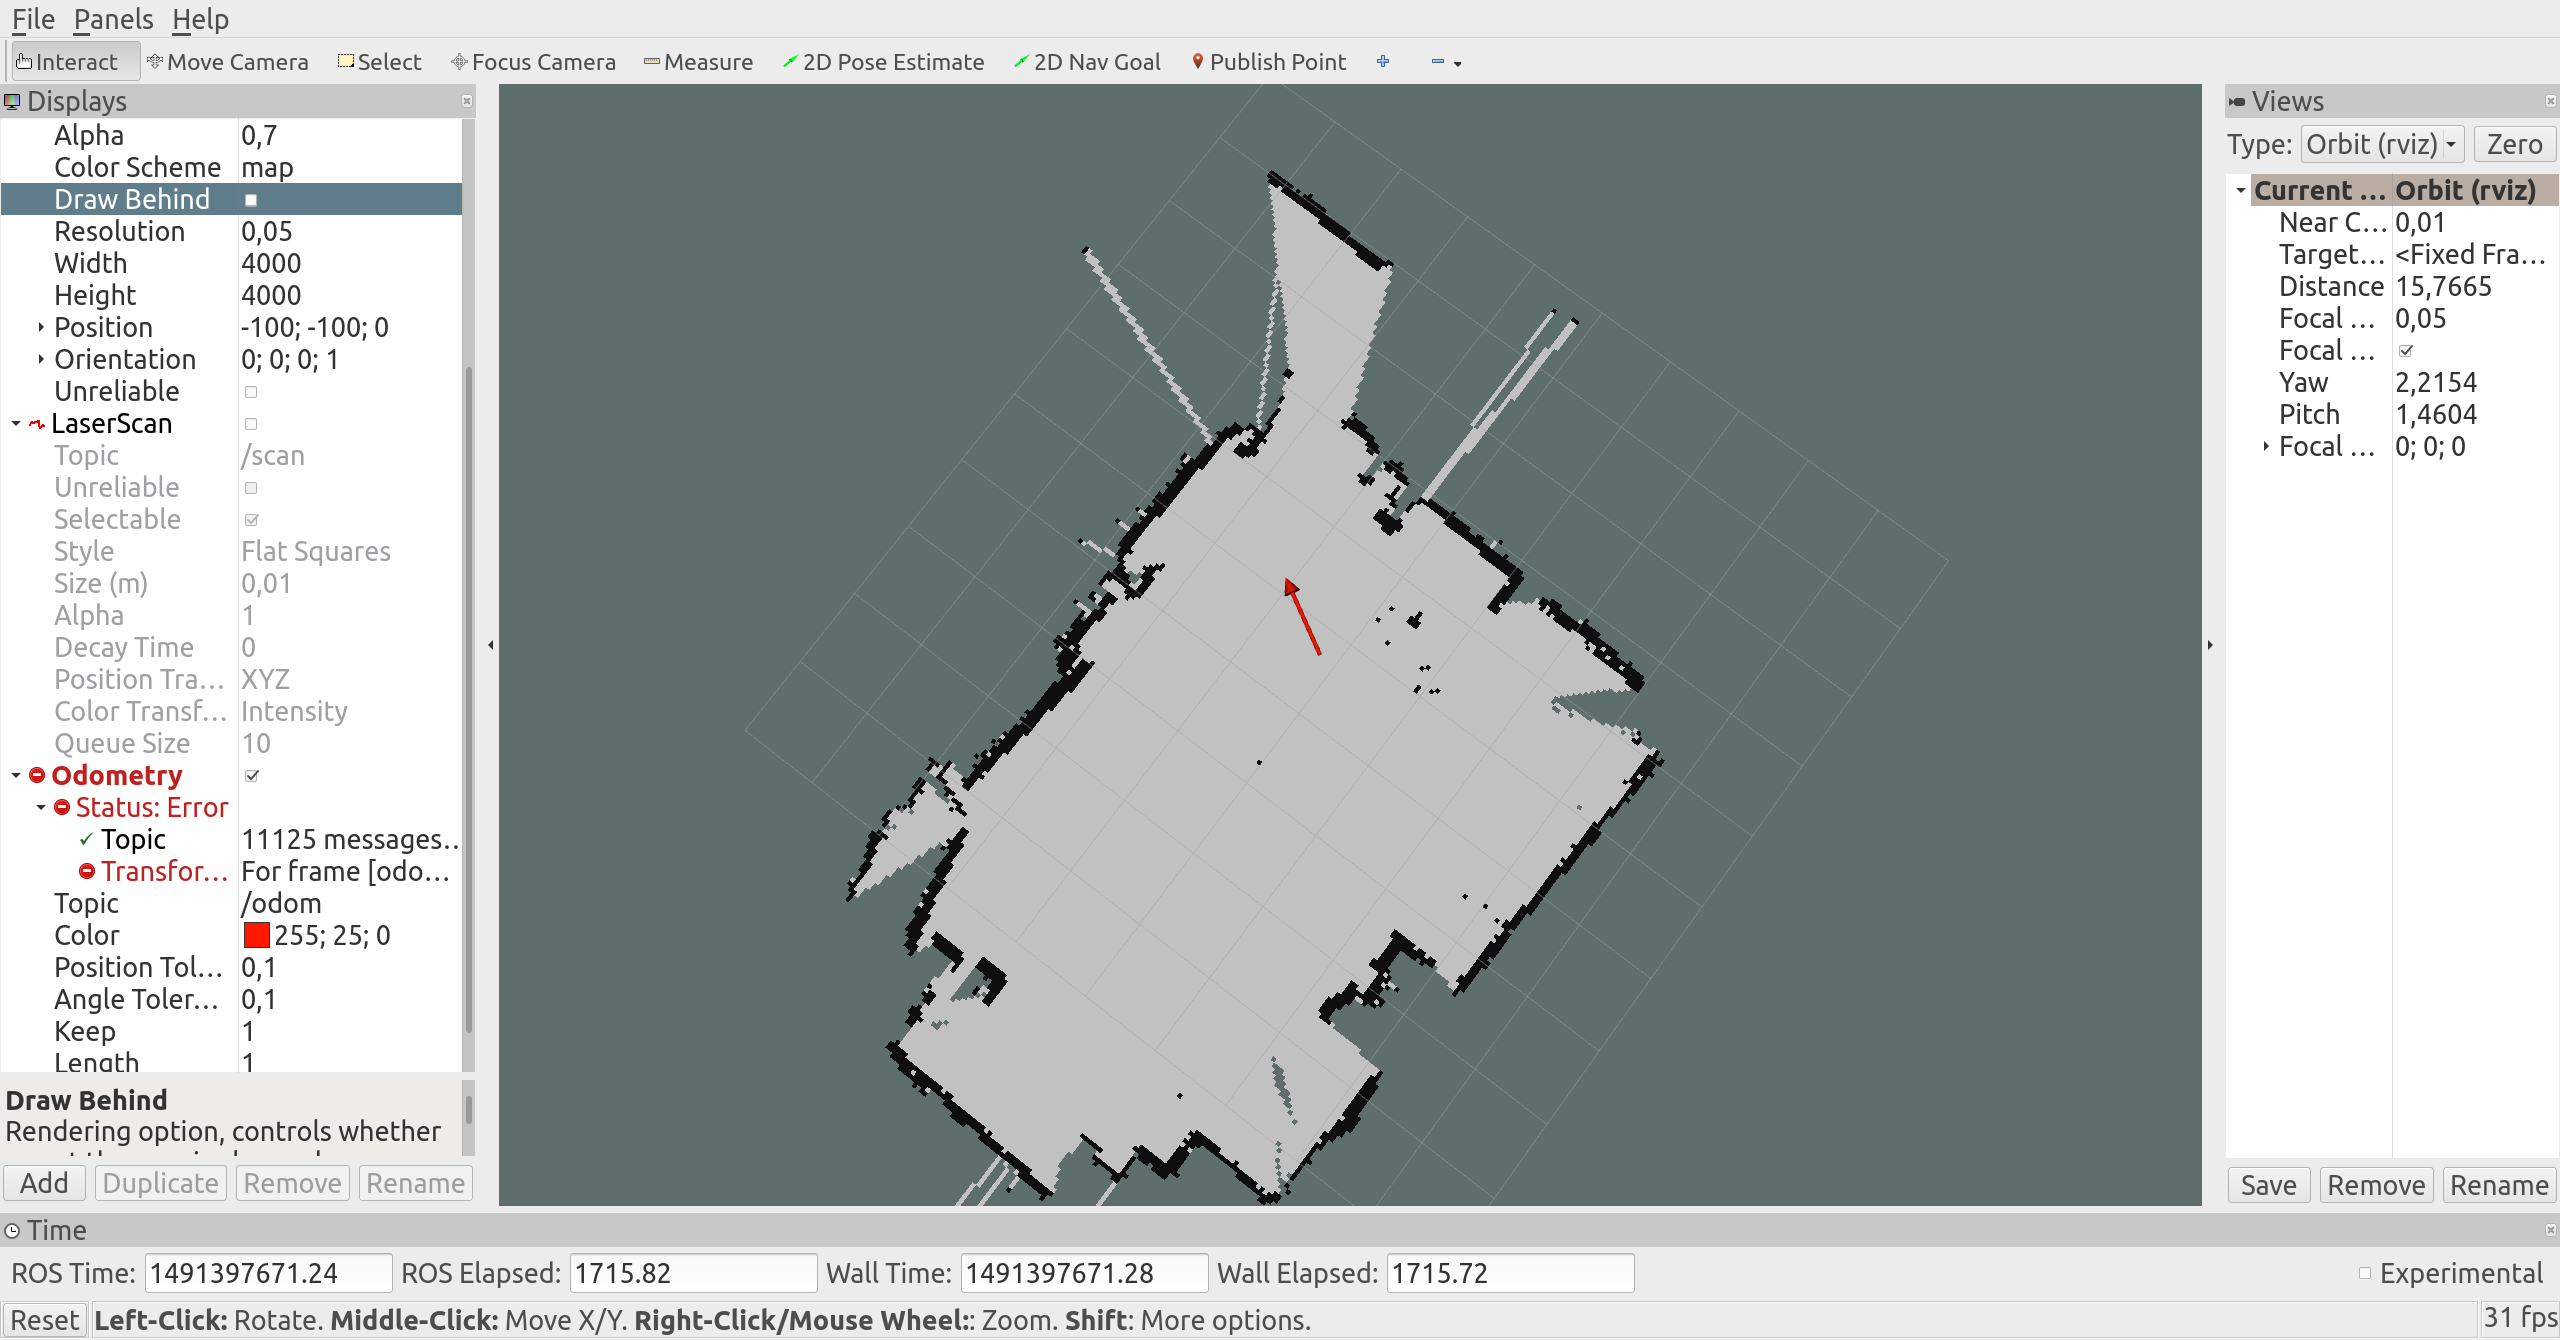 File Panels Help
Interact Move Camera Select Focus Camera Measure 2D Pose Estimate 2D Nav Goal Publish Point
Displays
Alpha 0,7
Color Scheme map
Draw Behind
Resolution 0,05
Width 4000
Height 4000
Position -100; -100; 0
Orientation 0; 0; 0; 1
Unreliable
LaserScan
Topic /scan
Unreliable
Selectable
Style Flat Squares
Size (m) 0,01
Alpha 1
Decay Time 0
Position Tra... XYZ
Color Transf... Intensity
Queue Size 10
Odometry
Status: Error
Topic 11125 messages..
Transfor... For frame [odo...
Topic /odom
Color 255; 25; 0
Position Tol... 0,1
Angle Toler... 0,1
Keep 1
Length 1
Draw Behind
Rendering option, controls whether
Add Duplicate Remove Rename
Views
Type: Orbit (rviz) Zero
Current ... Orbit (rviz)
Near C... 0,01
Target... <Fixed Fra...
Distance 15,7665
Focal ... 0,05
Focal ...
Yaw 2,2154
Pitch 1,4604
Focal ... 0; 0; 0
Save Remove Rename
Time
ROS Time: 1491397671.24 ROS Elapsed: 1715.82 Wall Time: 1491397671.28 Wall Elapsed: 1715.72 Experimental
Reset Left-Click: Rotate. Middle-Click: Move X/Y. Right-Click/Mouse Wheel:: Zoom. Shift: More options. 31 fps